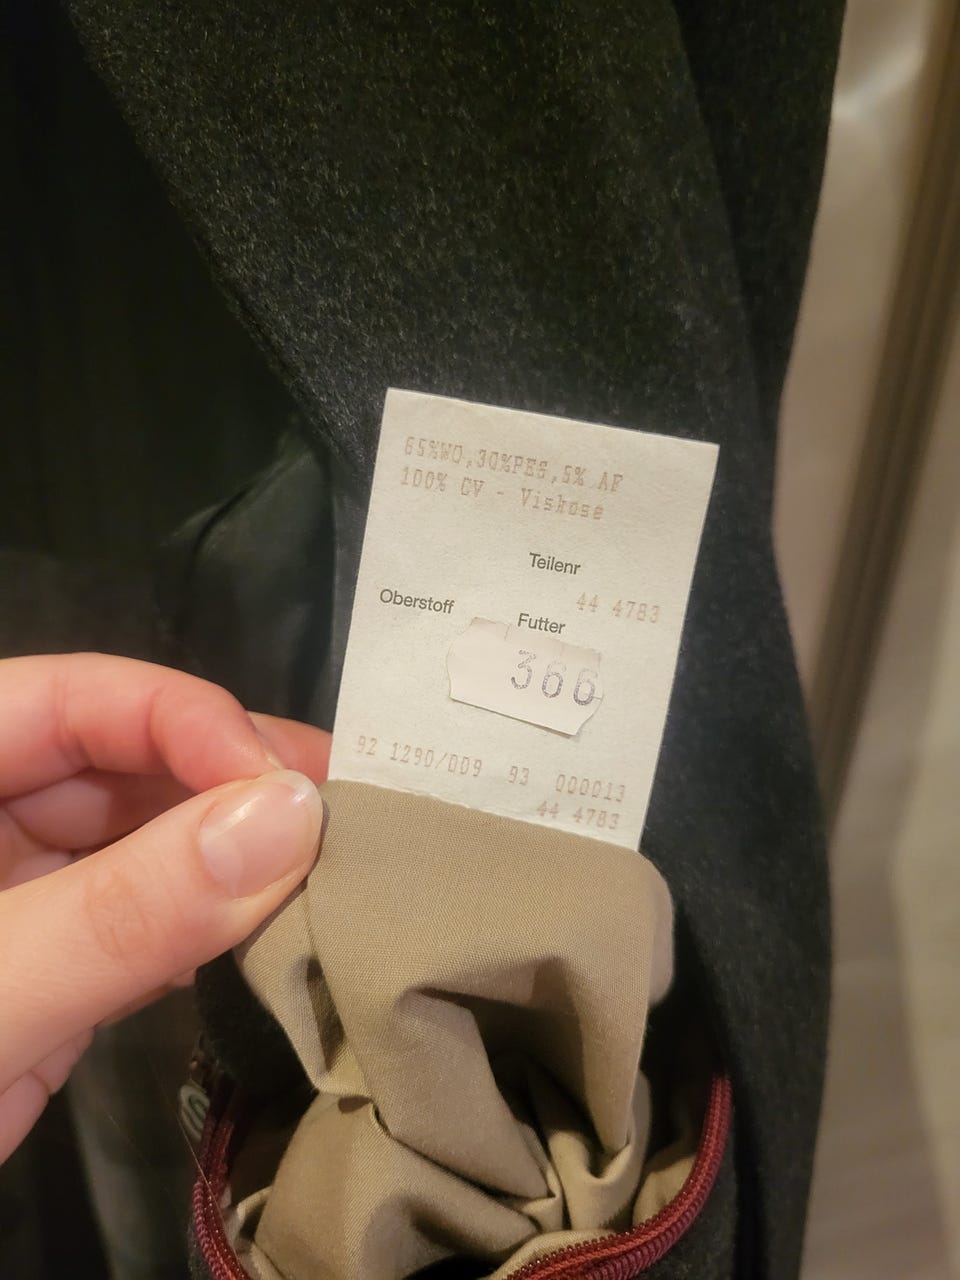 65%WO,30%PES,5% AF
100% CV - Viskose
Teilenr
44 4783
Oberstoff
Futter
366
92 1290/009 93 000013
44 4783